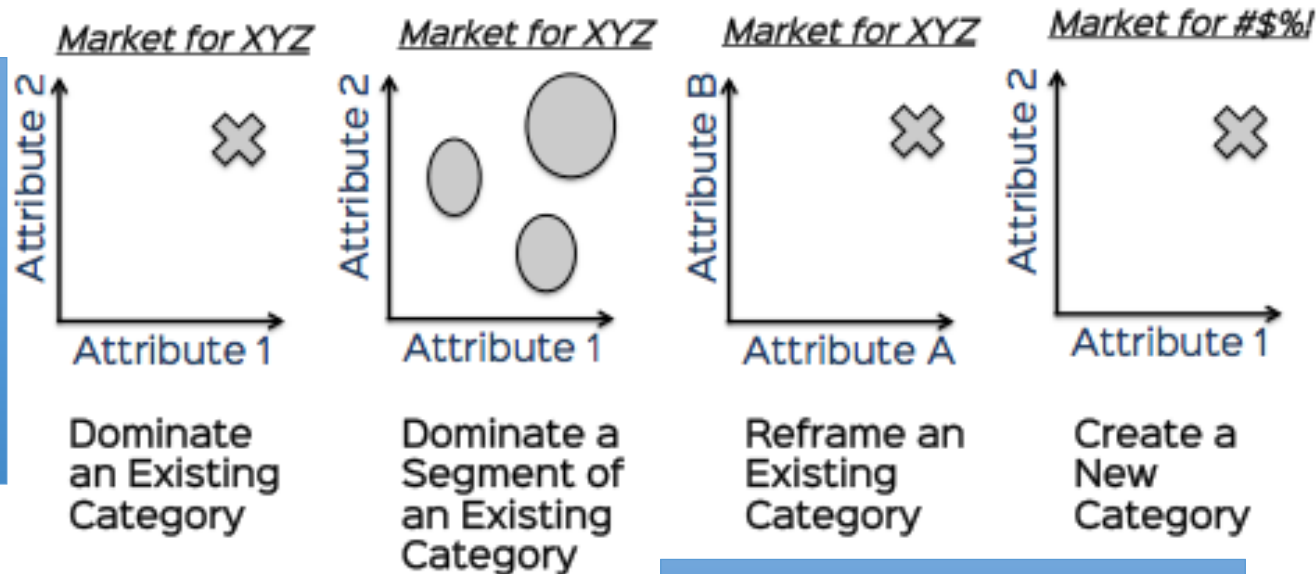 Market for XYZ
Attribute 2
Attribute 1
Dominate
an Existing
Category
Market for XYZ
Attribute 2
Attribute 1
Dominate a
Segment of
an Existing
Category
Market for XYZ
Attribute B
Attribute A
Reframe an
Existing
Category
Market for #$%!
Attribute 2
Attribute 1
Create a
New
Category